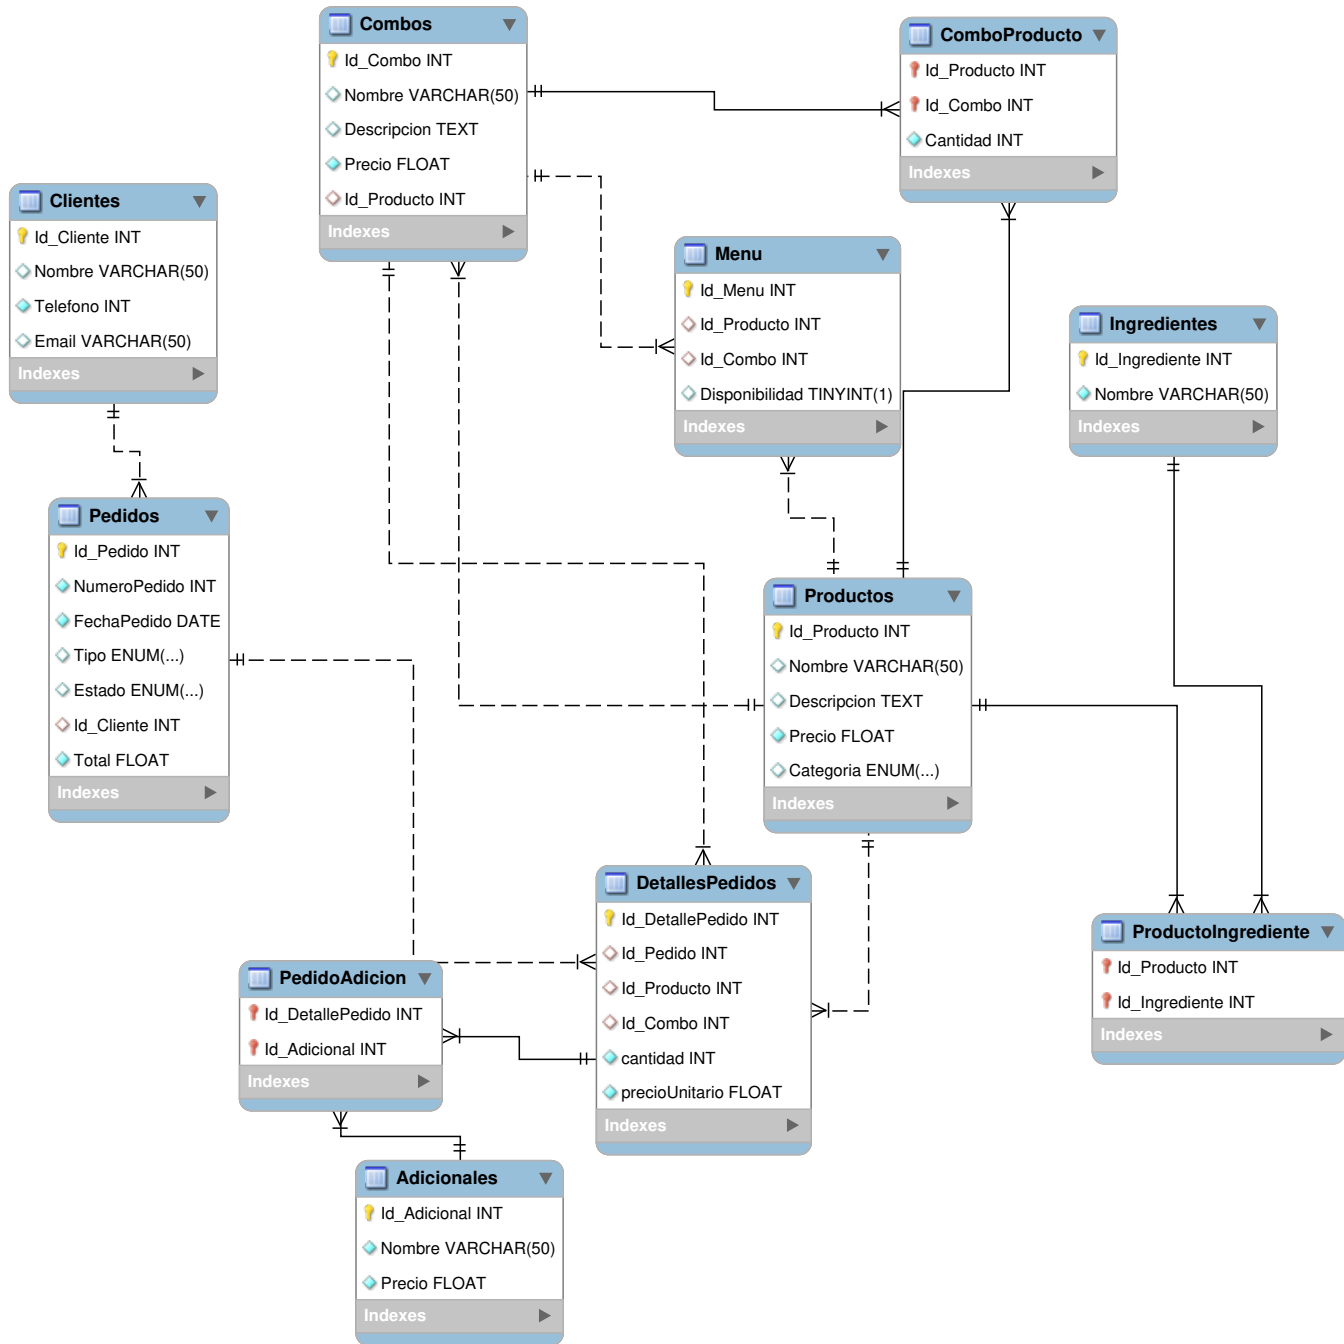 Combos
Id_Combo INT
Nombre VARCHAR(50)
Descripcion TEXT
Precio FLOAT
Id_Producto INT
Indexes
ComboProducto
Id_Producto INT
Id_Combo INT
Cantidad INT
Indexes
Clientes
Id_Cliente INT
Nombre VARCHAR(50)
Telefono INT
Email VARCHAR(50)
Indexes
Menu
Id_Menu INT
Id_Producto INT
Id_Combo INT
Disponibilidad TINYINT(1)
Indexes
Ingredientes
Id_Ingrediente INT
Nombre VARCHAR(50)
Indexes
Pedidos
Id_Pedido INT
NumeroPedido INT
FechaPedido DATE
Tipo ENUM(...)
Estado ENUM(...)
Id_Cliente INT
Total FLOAT
Indexes
Productos
Id_Producto INT
Nombre VARCHAR(50)
Descripcion TEXT
Precio FLOAT
Categoria ENUM(...)
Indexes
DetallesPedidos
Id_DetallePedido INT
Id_Pedido INT
Id_Producto INT
Id_Combo INT
cantidad INT
precioUnitario FLOAT
Indexes
ProductoIngrediente
Id_Producto INT
Id_Ingrediente INT
Indexes
PedidoAdicion
Id_DetallePedido INT
Id_Adicional INT
Indexes
Adicionales
Id_Adicional INT
Nombre VARCHAR(50)
Precio FLOAT
Indexes